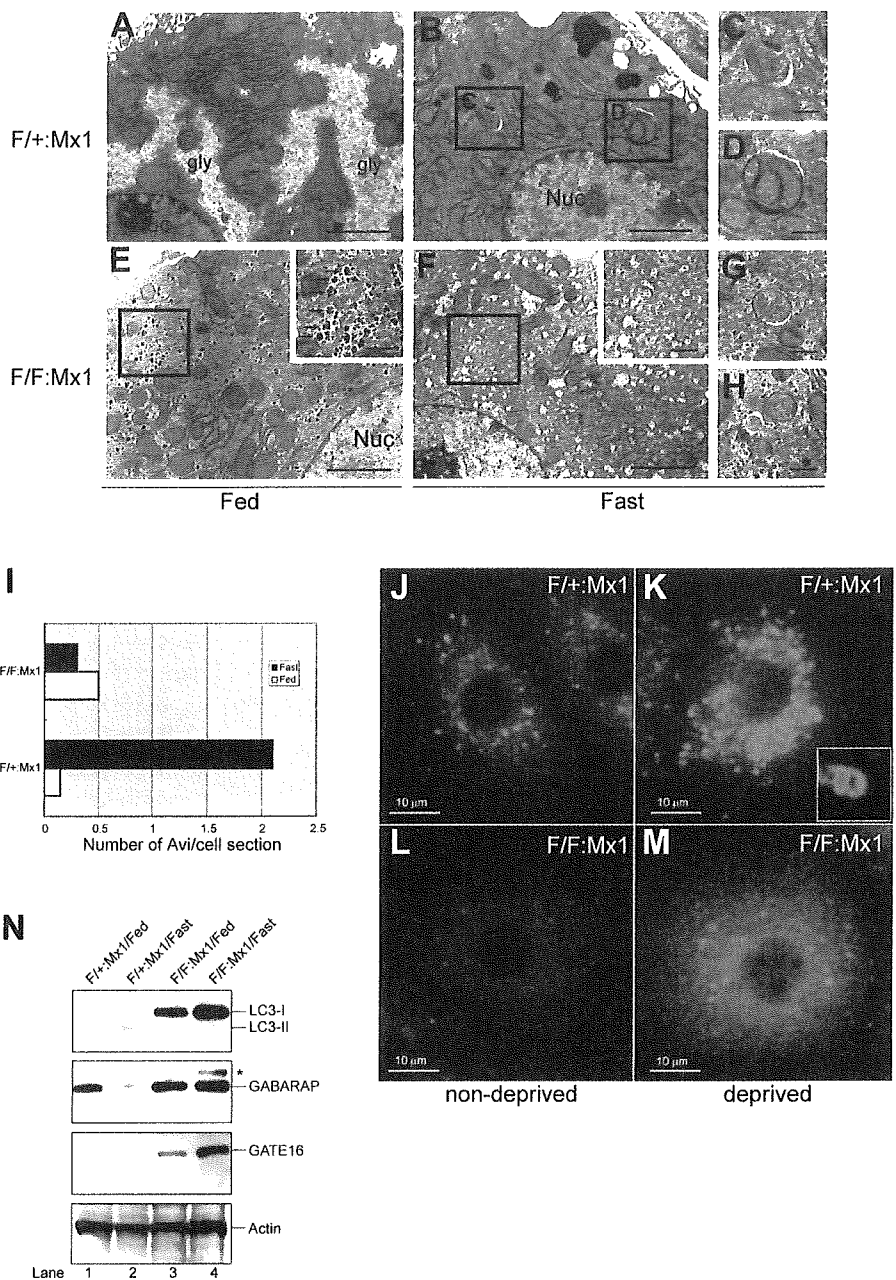 A
B
C
D
F/+:Mx1
C
D
gly
gly
Nuc
E
F
G
H
F/F:Mx1
Nuc
Fed
Fast
I
F/F:Mx1
F/+:Mx1
Fast
Fed
0 0.5 1 1.5 2 2.5
Number of Avi/cell section
J
F/+:Mx1
10 µm
K
F/+:Mx1
10 µm
L
F/F:Mx1
10 µm
M
F/F:Mx1
10 µm
non-deprived
deprived
N
F/+:Mx1/Fed
F/+:Mx1/Fast
F/F:Mx1/Fed
F/F:Mx1/Fast
LC3-I
LC3-II
*
GABARAP
GATE16
Actin
Lane 1 2 3 4